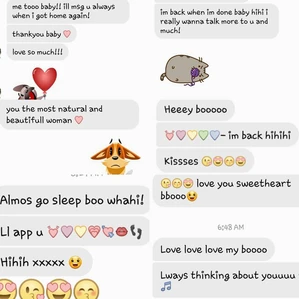 me tooo baby!! ill msg u always
when i got home again!
thankyou baby
love so much!!!
you the most natural and
beautifull woman
Almos go sleep boo whahi!
Ll app u
Hihih xxxxx
im back when im done baby hihi i
really wanna talk more to u and
much!
Heeey booooo
- im back hihihi
Kissses
love you sweetheart
bbooo
6:48 AM
Love love love my boooo
Lways thinking about youuuu